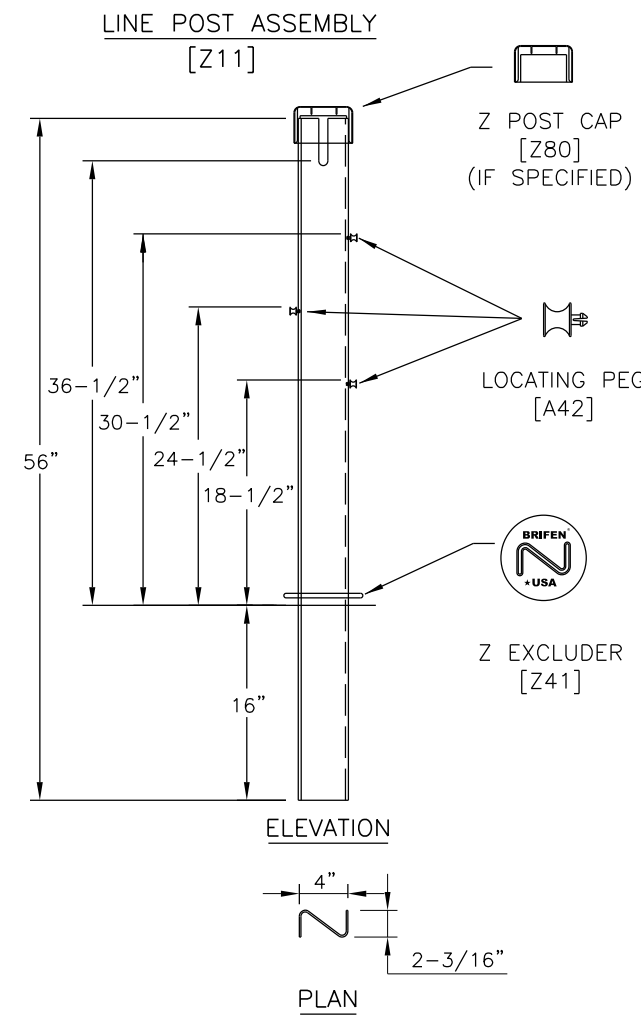 LINE POST ASSEMBLY
[Z11]
Z POST CAP
[Z80]
(IF SPECIFIED)
36-1/2”
30-1/2”
24-1/2”
18-1/2”
56”
LOCATING PEG
[A42]
BRIFEN®
★USA
Z EXCLUDER
[Z41]
16”
ELEVATION
4”
2-3/16”
PLAN